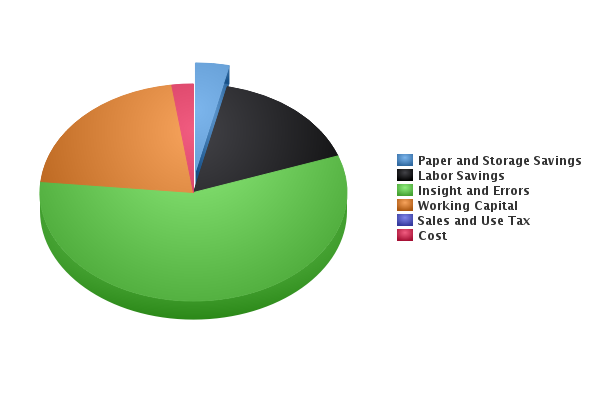 Paper and Storage Savings
Labor Savings
Insight and Errors
Working Capital
Sales and Use Tax
Cost